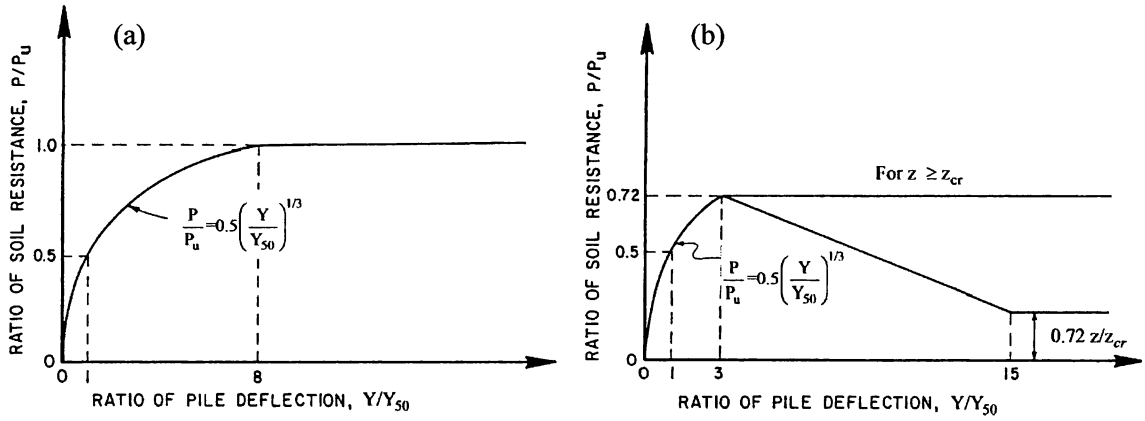 (a)
RATIO OF SOIL RESISTANCE, P/Pᵤ
1.0
0.5
0
P/Pᵤ=0.5(Y/Y₅₀)^1/3
0 1 8
RATIO OF PILE DEFLECTION, Y/Y₅₀
(b)
RATIO OF SOIL RESISTANCE, P/Pᵤ
For z ≥ z_cr
0.72
0.5
0
P/Pᵤ=0.5(Y/Y₅₀)^1/3
0.72 z/z_cr
0 1 3 15
RATIO OF PILE DEFLECTION, Y/Y₅₀